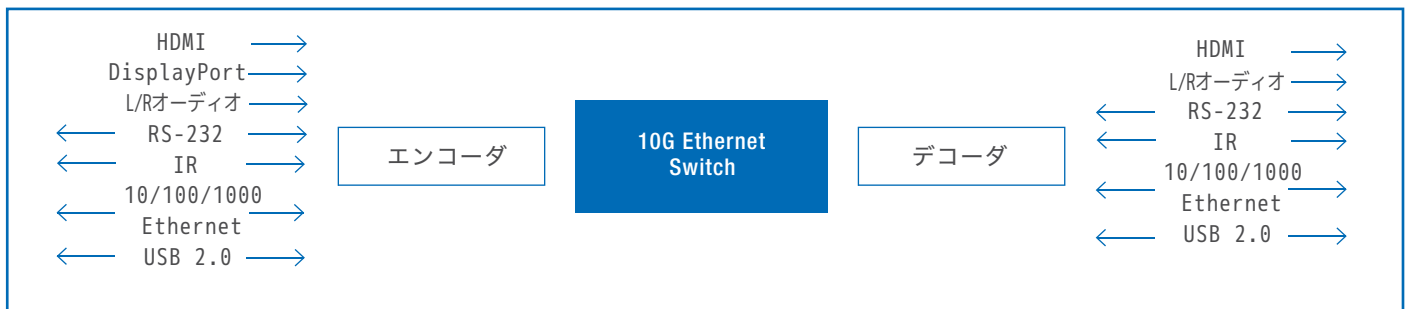 HDMI
DisplayPort
L/Rオーディオ
RS-232
IR
10/100/1000
Ethernet
USB 2.0
エンコーダ
10G Ethernet
Switch
デコーダ
HDMI
L/Rオーディオ
RS-232
IR
10/100/1000
Ethernet
USB 2.0